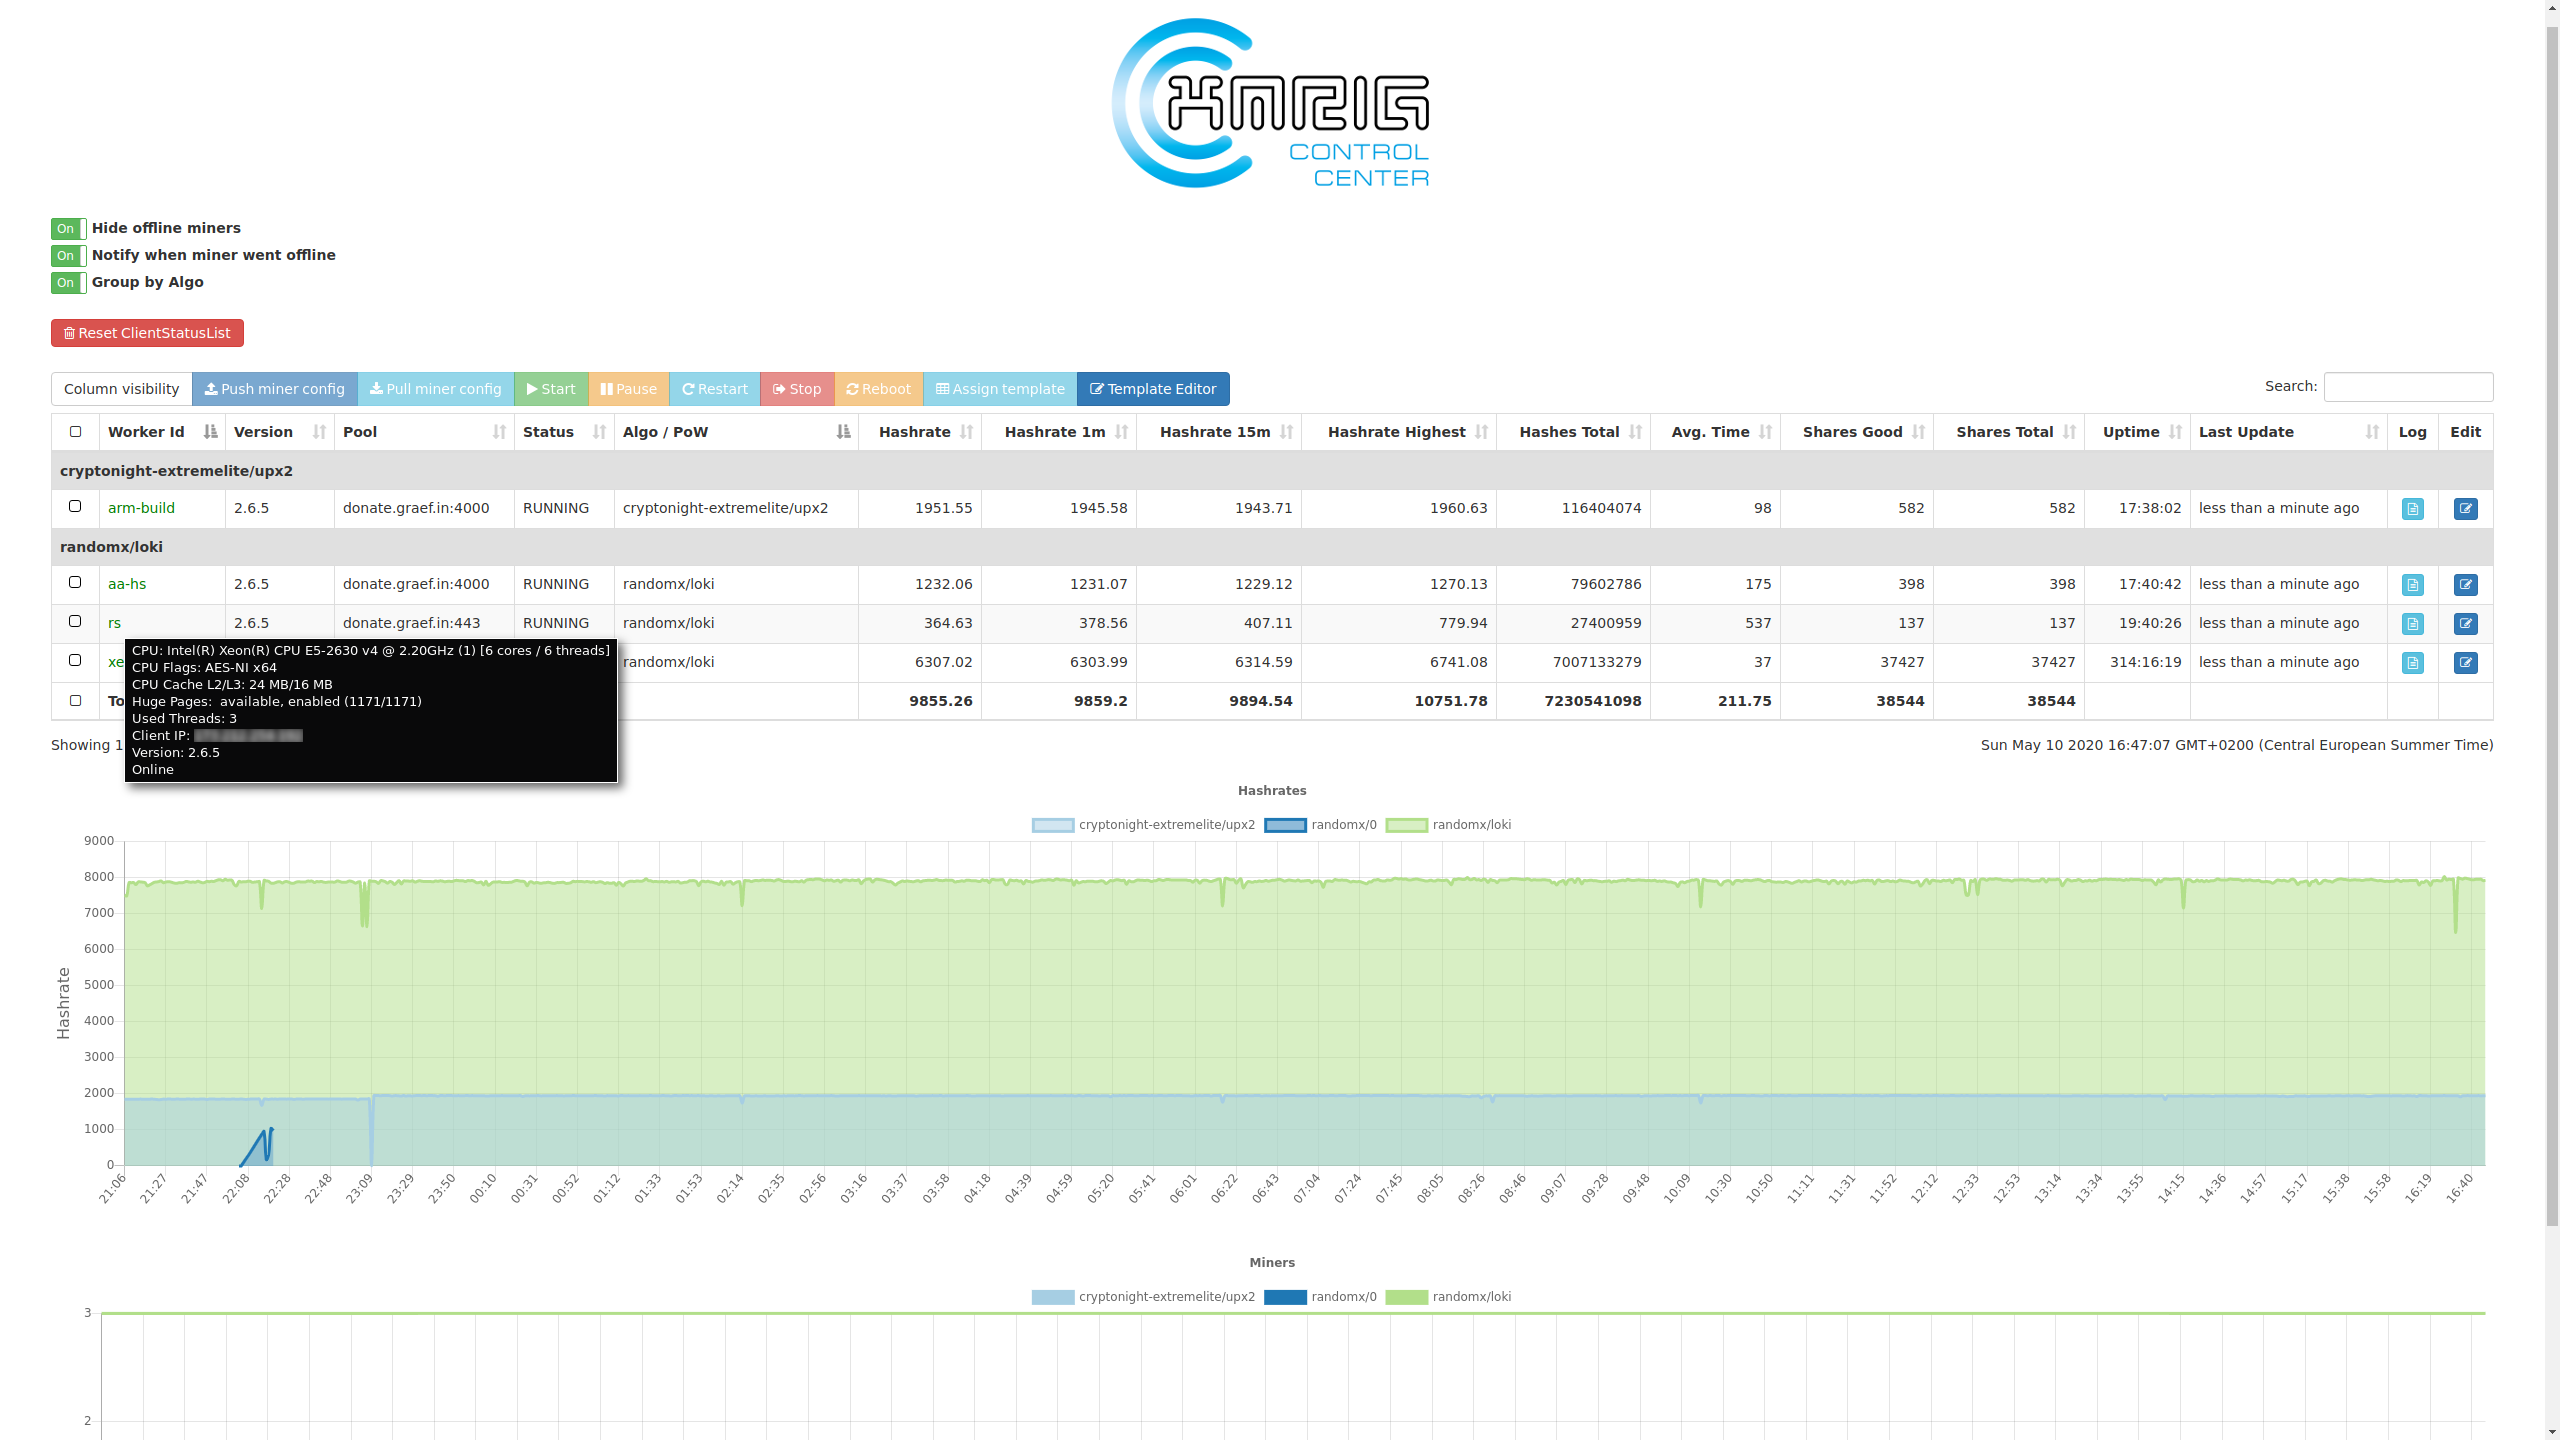 XMRIG
CONTROL
CENTER
On Hide offline miners
On Notify when miner went offline
On Group by Algo
Reset ClientStatusList
Column visibility Push miner config Pull miner config Start Pause Restart Stop Reboot Assign template Template Editor Search:
Worker Id Version Pool Status Algo / PoW Hashrate Hashrate 1m Hashrate 15m Hashrate Highest Hashes Total Avg. Time Shares Good Shares Total Uptime Last Update Log Edit
cryptonight-extremelite/upx2
arm-build 2.6.5 donate.graef.in:4000 RUNNING cryptonight-extremelite/upx2 1951.55 1945.58 1943.71 1960.63 116404074 98 582 582 17:38:02 less than a minute ago
randomx/loki
aa-hs 2.6.5 donate.graef.in:4000 RUNNING randomx/loki 1232.06 1231.07 1229.12 1270.13 79602786 175 398 398 17:40:42 less than a minute ago
rs 2.6.5 donate.graef.in:443 RUNNING randomx/loki 364.63 378.56 407.11 779.94 27400959 537 137 137 19:40:26 less than a minute ago
xe randomx/loki 6307.02 6303.99 6314.59 6741.08 7007133279 37 37427 37427 314:16:19 less than a minute ago
To 9855.26 9859.2 9894.54 10751.78 7230541098 211.75 38544 38544
CPU: Intel(R) Xeon(R) CPU E5-2630 v4 @ 2.20GHz (1) [6 cores / 6 threads]
CPU Flags: AES-NI x64
CPU Cache L2/L3: 24 MB/16 MB
Huge Pages: available, enabled (1171/1171)
Used Threads: 3
Client IP:
Version: 2.6.5
Online
Showing 1
Sun May 10 2020 16:47:07 GMT+0200 (Central European Summer Time)
Hashrates
cryptonight-extremelite/upx2 randomx/0 randomx/loki
Hashrate
9000
8000
7000
6000
5000
4000
3000
2000
1000
0
21:06 21:27 21:47 22:08 22:28 22:48 23:09 23:29 23:50 00:10 00:31 00:52 01:12 01:33 01:53 02:14 02:35 02:56 03:16 03:37 03:58 04:18 04:39 04:59 05:20 05:41 06:01 06:22 06:43 07:04 07:24 07:45 08:05 08:26 08:46 09:07 09:28 09:48 10:09 10:30 10:50 11:11 11:31 11:52 12:12 12:33 12:53 13:14 13:34 13:55 14:15 14:36 14:57 15:17 15:38 15:58 16:19 16:40
Miners
cryptonight-extremelite/upx2 randomx/0 randomx/loki
3
2